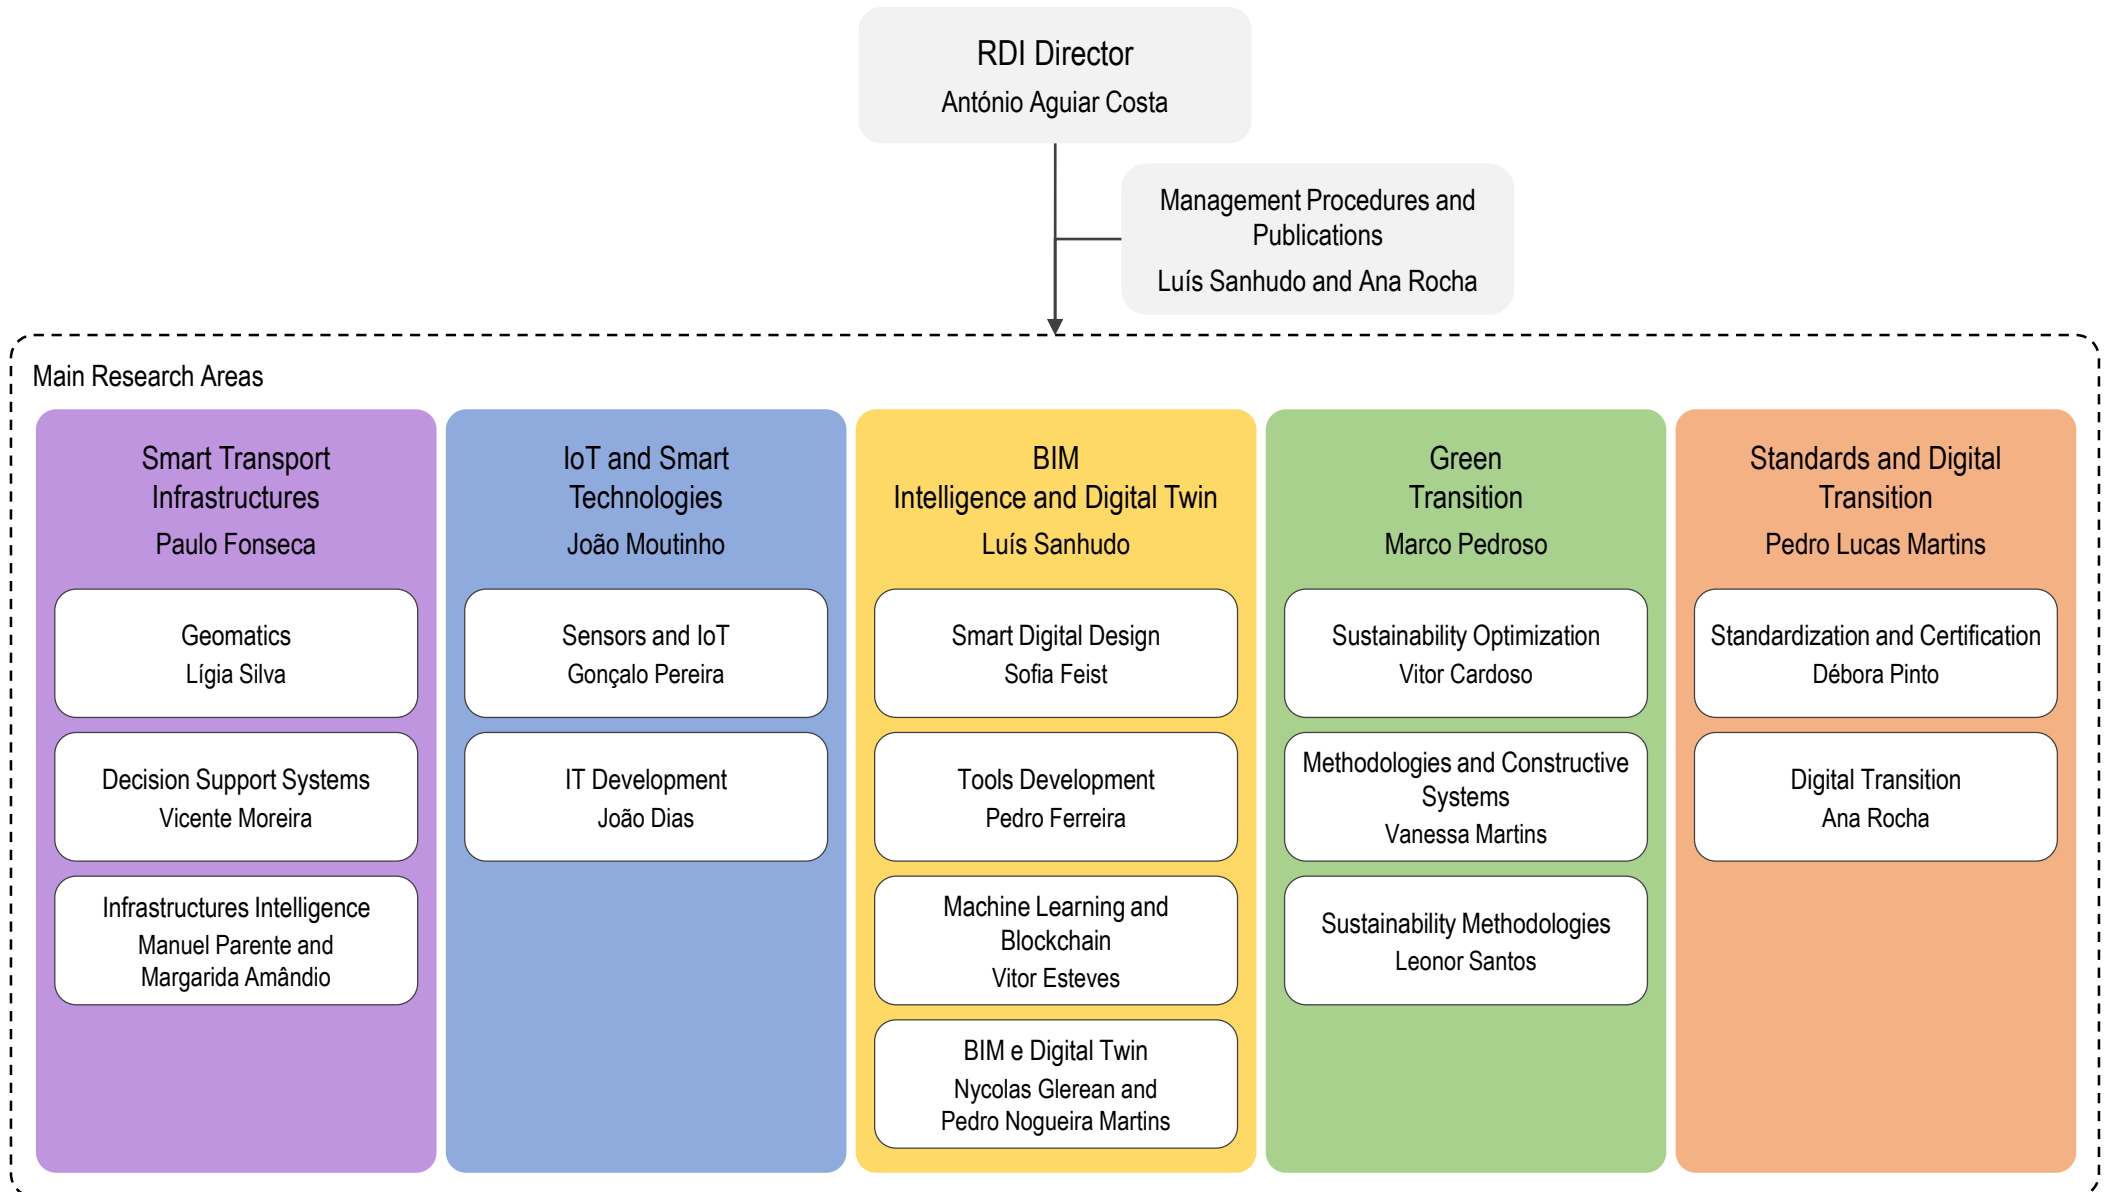 RDI Director
António Aguiar Costa
Management Procedures and
Publications
Luís Sanhudo and Ana Rocha
Main Research Areas
Smart Transport
Infrastructures
Paulo Fonseca
Geomatics
Lígia Silva
Decision Support Systems
Vicente Moreira
Infrastructures Intelligence
Manuel Parente and
Margarida Amândio
IoT and Smart
Technologies
João Moutinho
Sensors and IoT
Gonçalo Pereira
IT Development
João Dias
BIM
Intelligence and Digital Twin
Luís Sanhudo
Smart Digital Design
Sofia Feist
Tools Development
Pedro Ferreira
Machine Learning and
Blockchain
Vitor Esteves
BIM e Digital Twin
Nycolas Glerean and
Pedro Nogueira Martins
Green
Transition
Marco Pedroso
Sustainability Optimization
Vitor Cardoso
Methodologies and Constructive
Systems
Vanessa Martins
Sustainability Methodologies
Leonor Santos
Standards and Digital
Transition
Pedro Lucas Martins
Standardization and Certification
Débora Pinto
Digital Transition
Ana Rocha